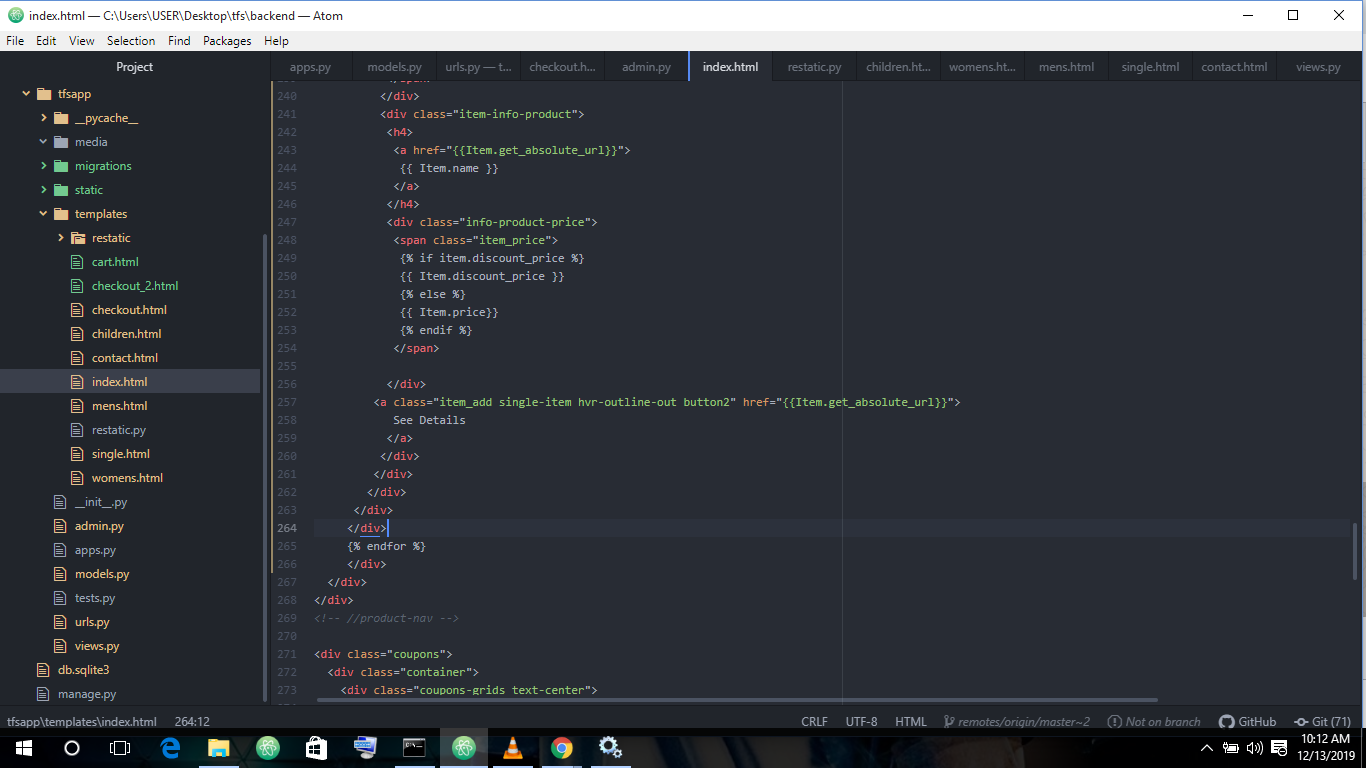 index.html — C:\Users\USER\Desktop\tfs\backend — Atom
File Edit View Selection Find Packages Help
Project
apps.py models.py urls.py — t... checkout.h... admin.py index.html restatic.py children.ht... womens.ht... mens.html single.html contact.html views.py
tfsapp
__pycache__
media
migrations
static
templates
restatic
cart.html
checkout_2.html
checkout.html
children.html
contact.html
index.html
mens.html
restatic.py
single.html
womens.html
__init__.py
admin.py
apps.py
models.py
tests.py
urls.py
views.py
db.sqlite3
manage.py
240 </div>
241 <div class="item-info-product">
242 <h4>
243 <a href="{{Item.get_absolute_url}}">
244 {{ Item.name }}
245 </a>
246 </h4>
247 <div class="info-product-price">
248 <span class="item_price">
249 {% if item.discount_price %}
250 {{ Item.discount_price }}
251 {% else %}
252 {{ Item.price}}
253 {% endif %}
254 </span>
255
256 </div>
257 <a class="item_add single-item hvr-outline-out button2" href="{{Item.get_absolute_url}}">
258 See Details
259 </a>
260 </div>
261 </div>
262 </div>
263 </div>
264 </div>
265 {% endfor %}
266 </div>
267 </div>
268 </div>
269 <!-- //product-nav -->
270
271 <div class="coupons">
272 <div class="container">
273 <div class="coupons-grids text-center">
tfsapp\templates\index.html 264:12 CRLF UTF-8 HTML remotes/origin/master~2 Not on branch GitHub Git (71)
10:12 AM
12/13/2019